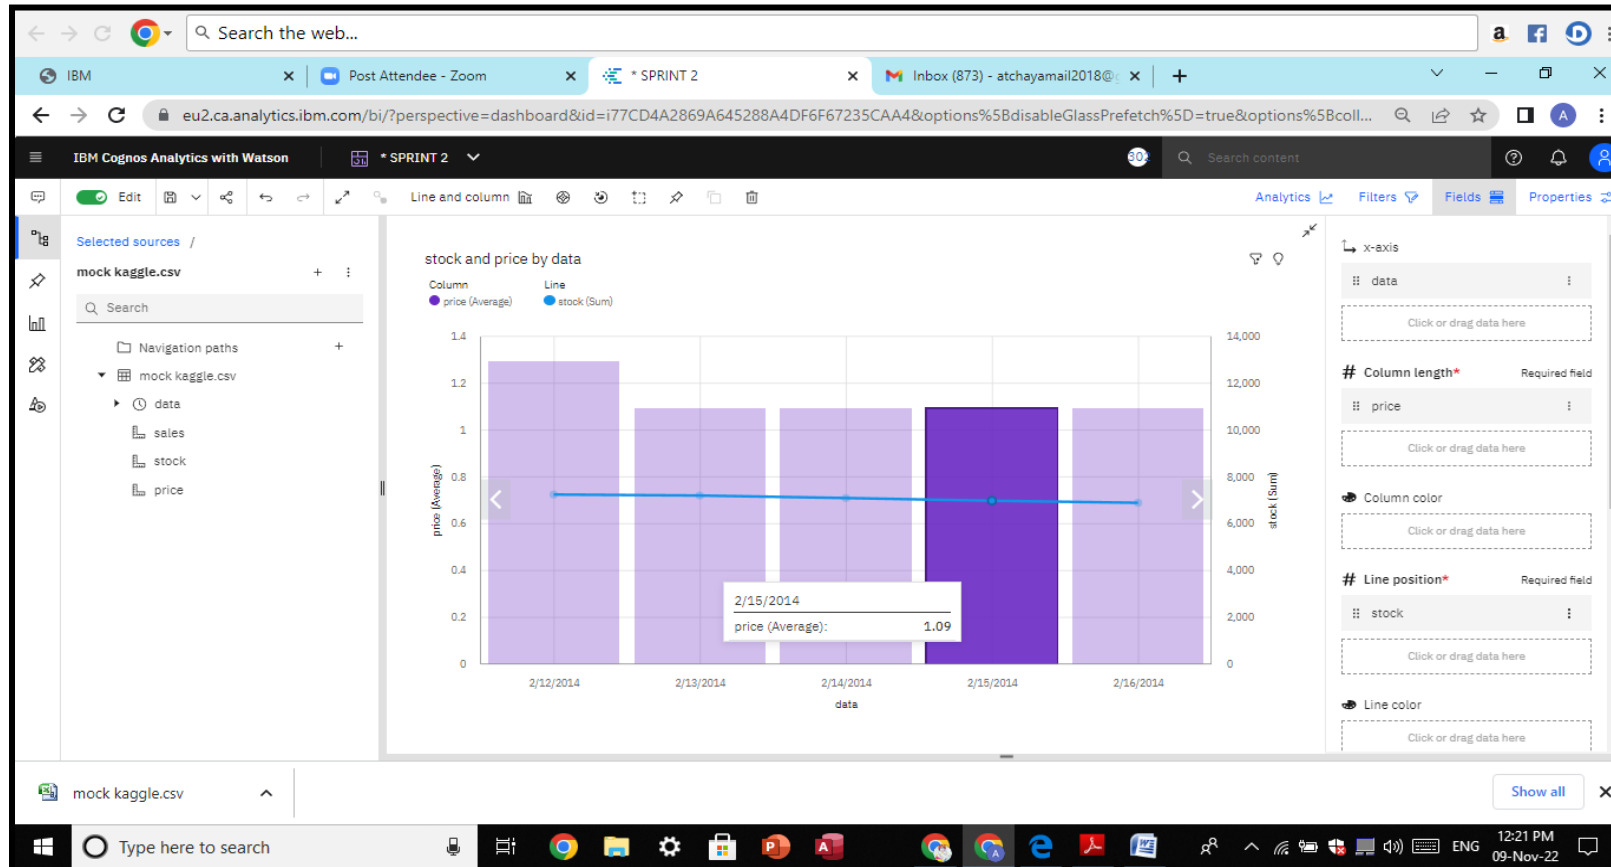 Search the web...
IBM
Post Attendee - Zoom
* SPRINT 2
Inbox (873) - atchayamail2018@g
eu2.ca.analytics.ibm.com/bi/?perspective=dashboard&id=i77CD4A2869A645288A4DF6F67235CAA4&options%5BdisableGlassPrefetch%5D=true&options%5Bcoll...
A
IBM Cognos Analytics with Watson
* SPRINT 2
302
Search content
Edit
Line and column
Analytics
Filters
Fields
Properties
Selected sources /
mock kaggle.csv
Search
Navigation paths
mock kaggle.csv
data
sales
stock
price
stock and price by data
Column
Line
price (Average)
stock (Sum)
1.4
1.2
1
0.8
0.6
0.4
0.2
0
price (Average)
14,000
12,000
10,000
8,000
6,000
4,000
2,000
0
stock (Sum)
2/15/2014
price (Average): 1.09
2/12/2014
2/13/2014
2/14/2014
2/15/2014
2/16/2014
data
x-axis
data
Click or drag data here
# Column length* Required field
price
Click or drag data here
Column color
Click or drag data here
# Line position* Required field
stock
Click or drag data here
Line color
Click or drag data here
mock kaggle.csv
Show all
Type here to search
ENG
12:21 PM
09-Nov-22